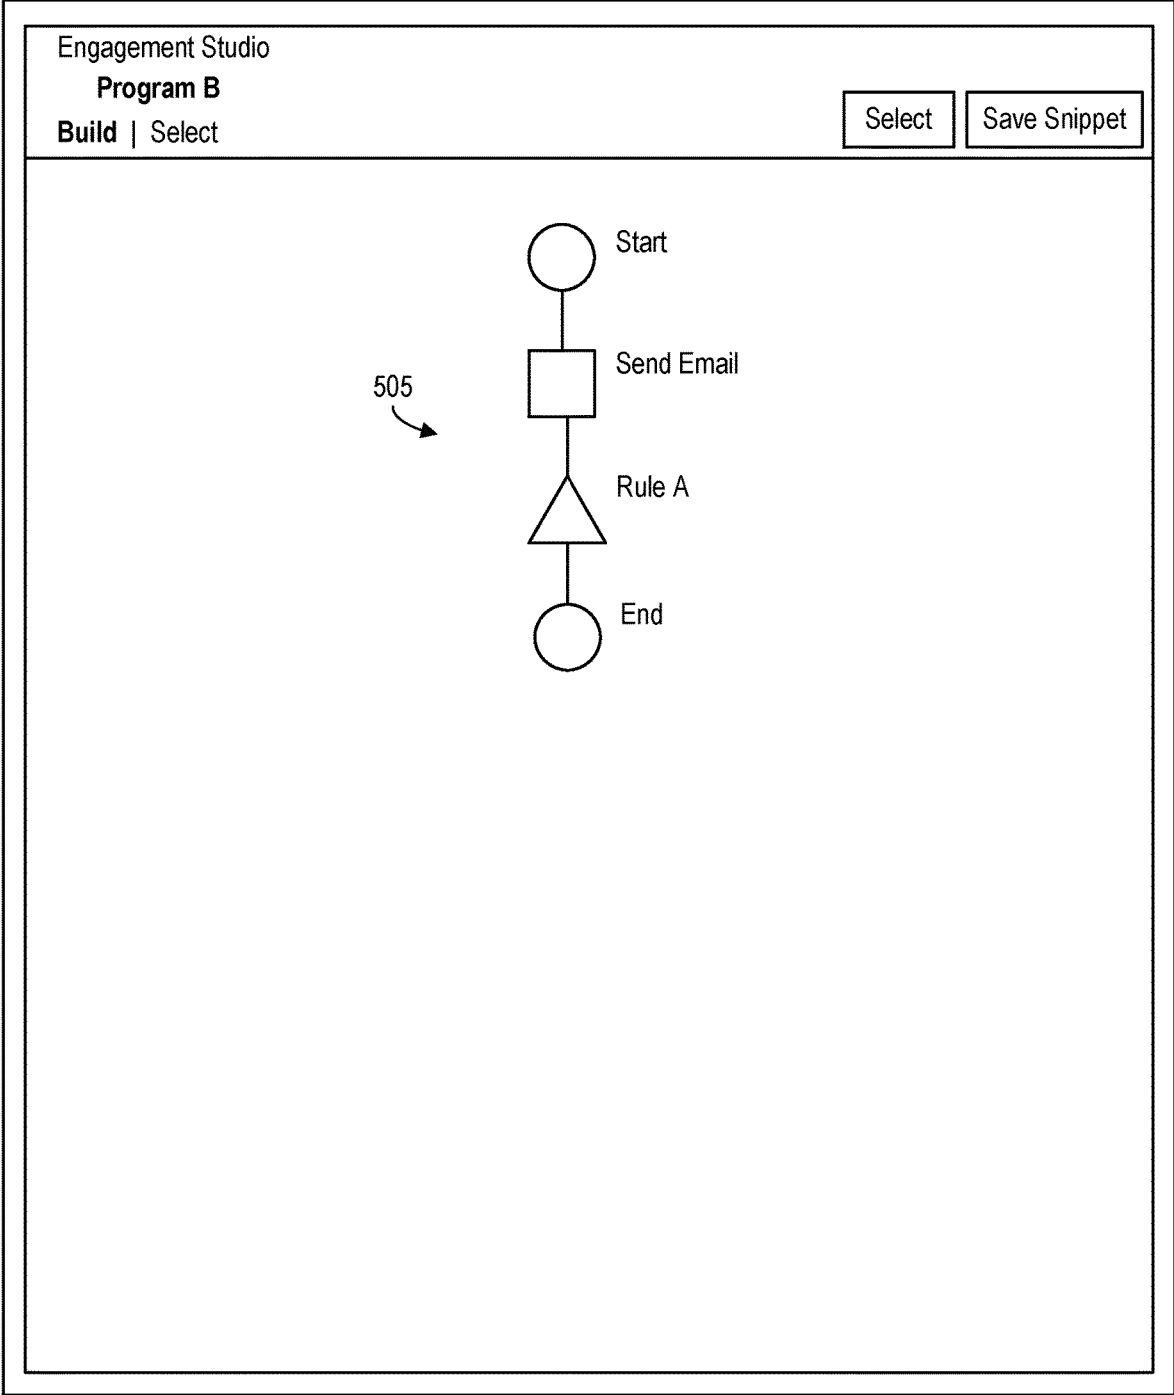 Engagement Studio
Program B
Build | Select
Select
Save Snippet
Start
Send Email
505
Rule A
End